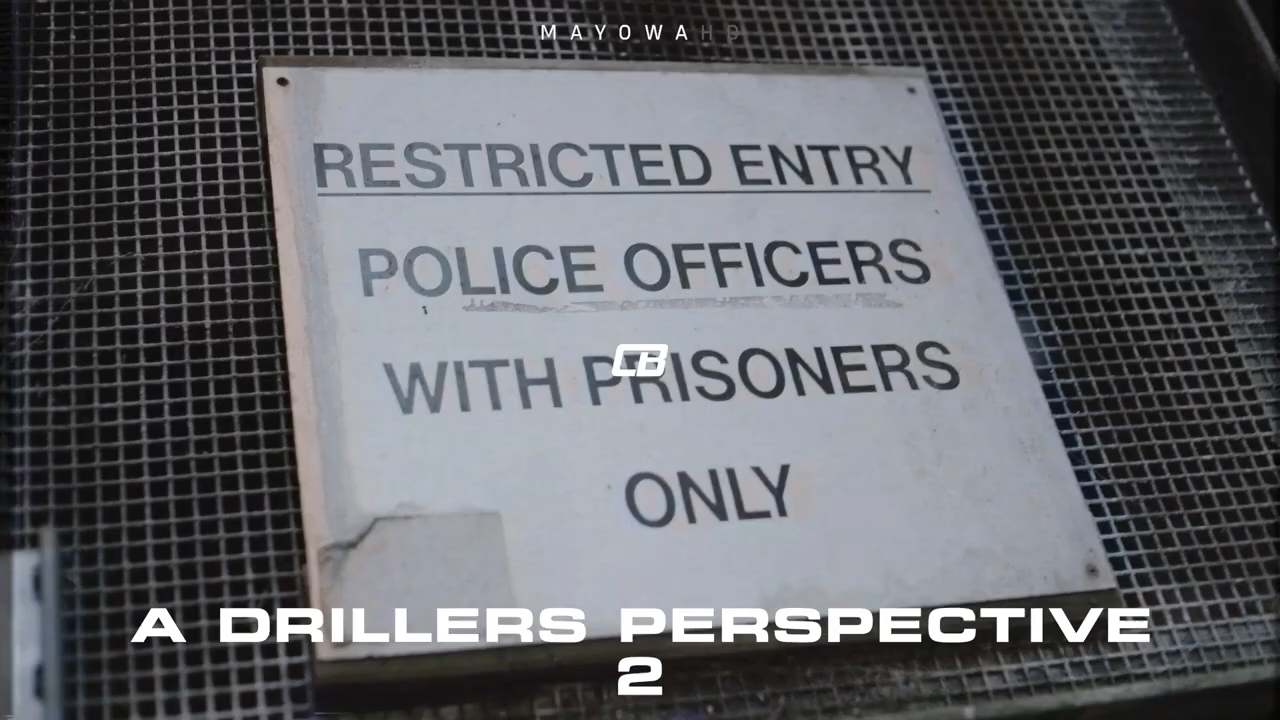 MAYOWAHD
RESTRICTED ENTRY
POLICE OFFICERS
WITH PRISONERS
CB
ONLY
A DRILLERS PERSPECTIVE
2